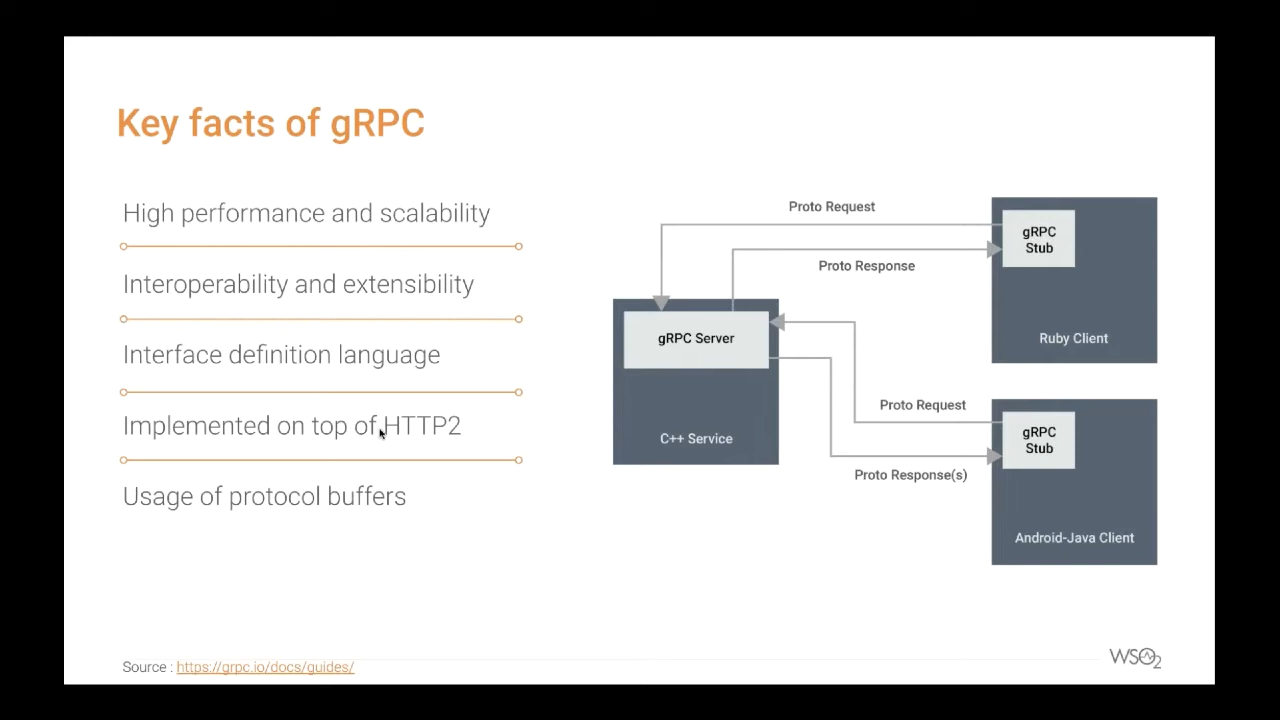 Key facts of gRPC
High performance and scalability
Interoperability and extensibility
Interface definition language
Implemented on top of HTTP2
Usage of protocol buffers
Proto Request
gRPC
Stub
Proto Response
Ruby Client
gRPC Server
C++ Service
Proto Request
gRPC
Stub
Proto Response(s)
Android-Java Client
Source : https://grpc.io/docs/guides/
WSO2